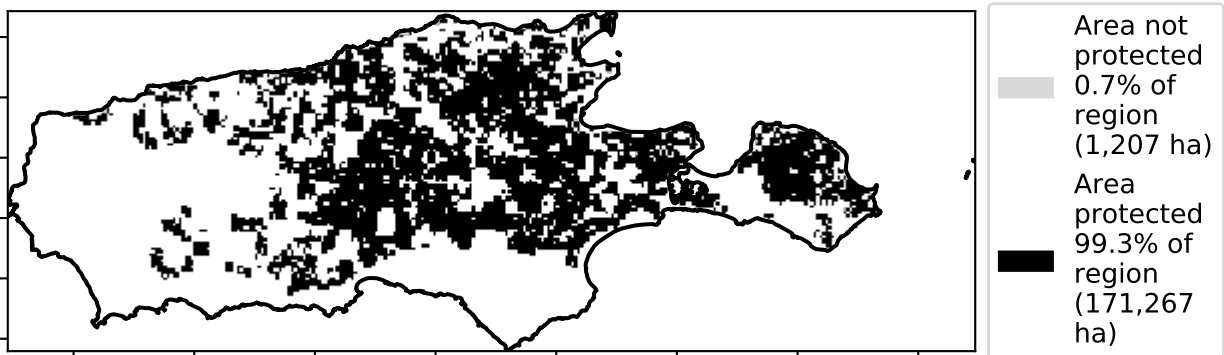 Area not
protected
0.7% of
region
(1,207 ha)
Area
protected
99.3% of
region
(171,267
ha)